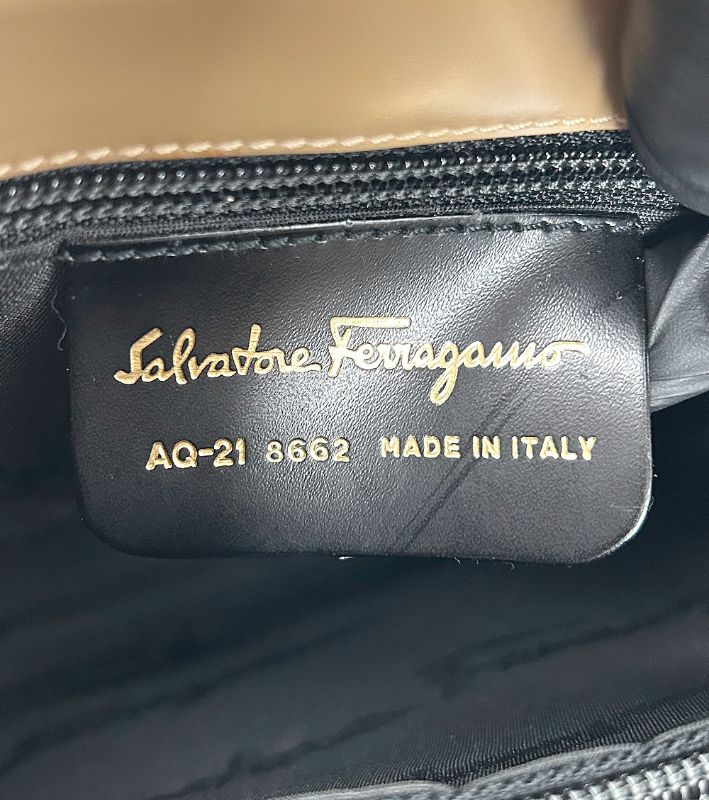 Salvatore Ferragamo
AQ-21 8662 MADE IN ITALY